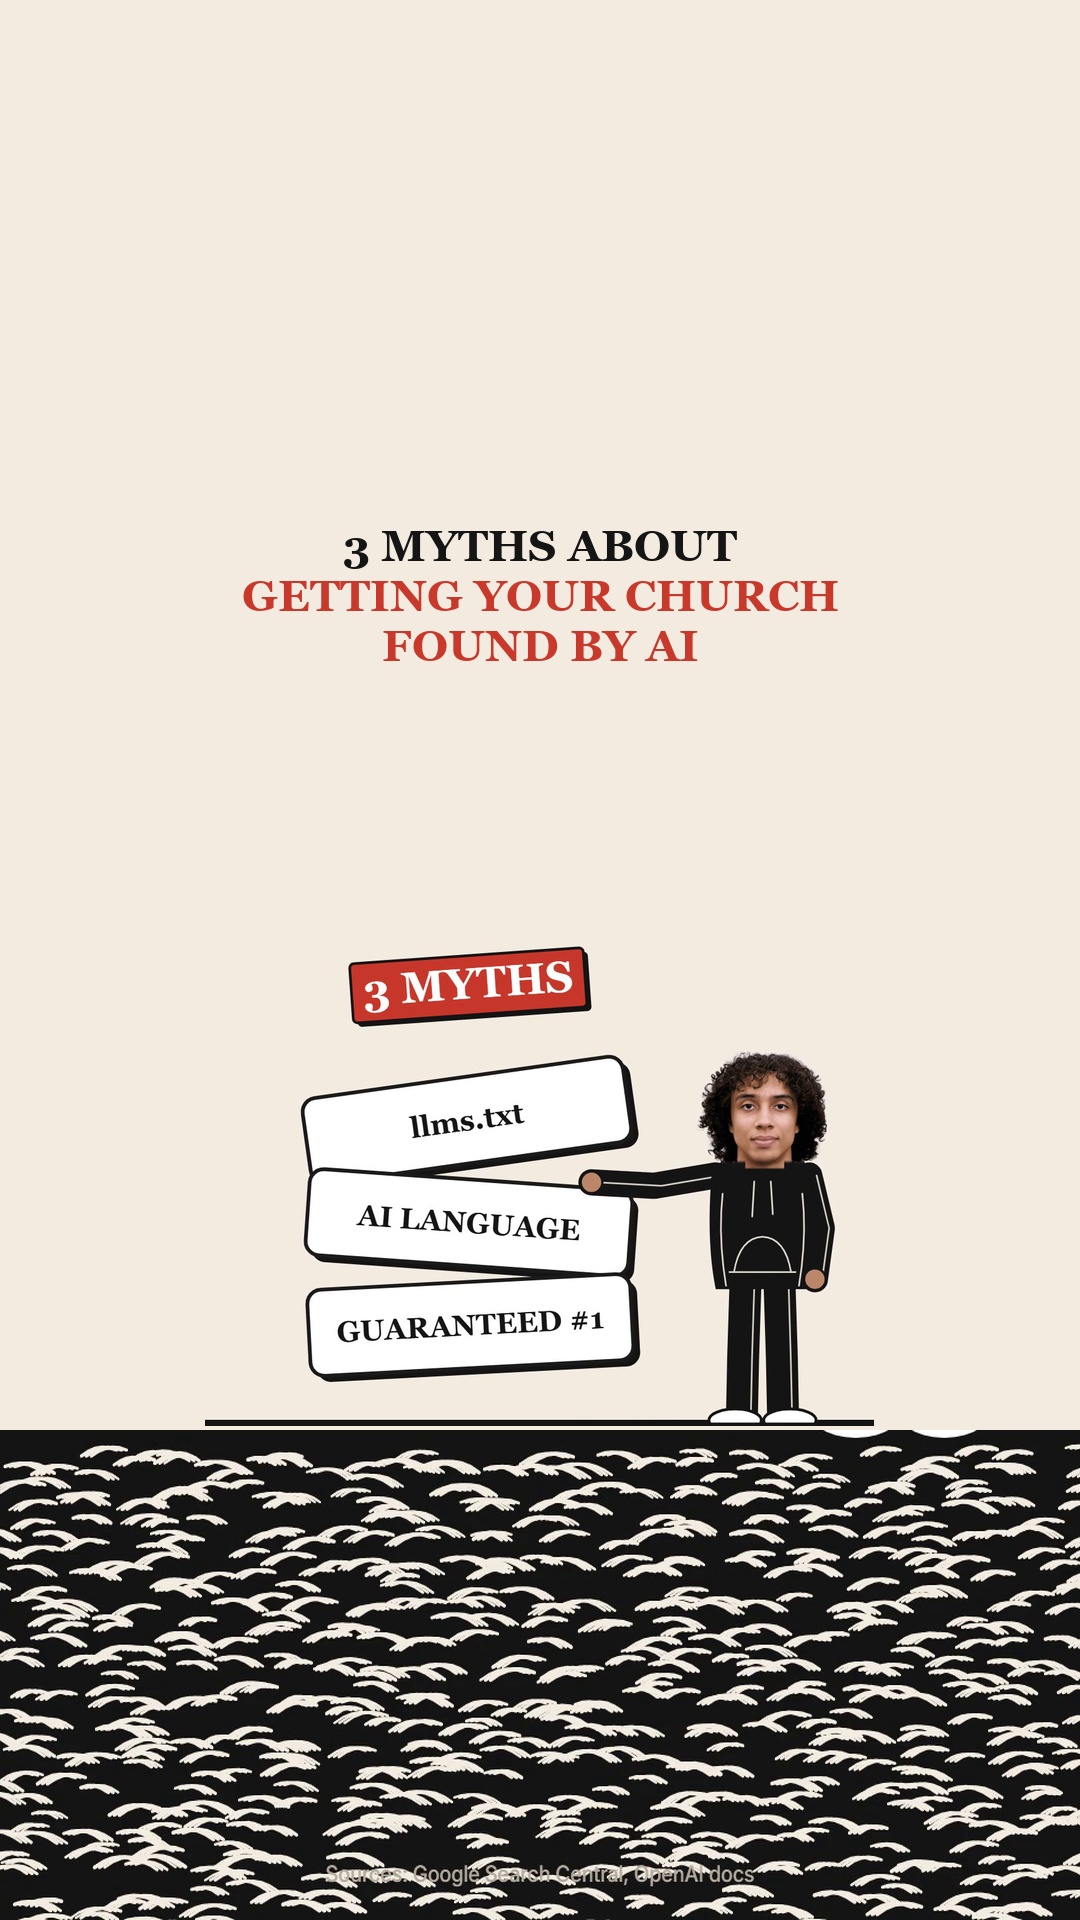 3 MYTHS ABOUT
GETTING YOUR CHURCH
FOUND BY AI
3 MYTHS
llms.txt
AI LANGUAGE
GUARANTEED #1
Sources: Google Search Central, OpenAI docs